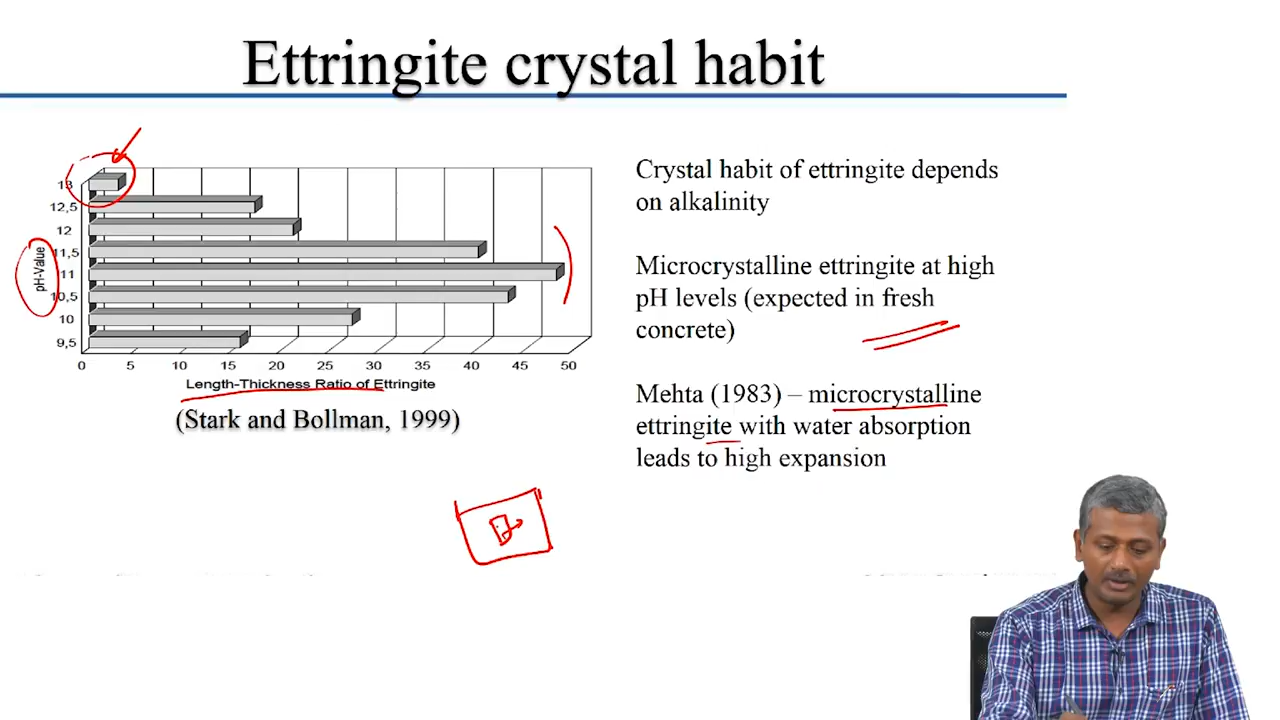 Ettringite crystal habit
13
12,5
12
11,5
11
10,5
10
9,5
pH-Value
0 5 10 15 20 25 30 35 40 45 50
Length-Thickness Ratio of Ettringite
(Stark and Bollman, 1999)
Crystal habit of ettringite depends
on alkalinity
Microcrystalline ettringite at high
pH levels (expected in fresh
concrete)
Mehta (1983) – microcrystalline
ettringite with water absorption
leads to high expansion